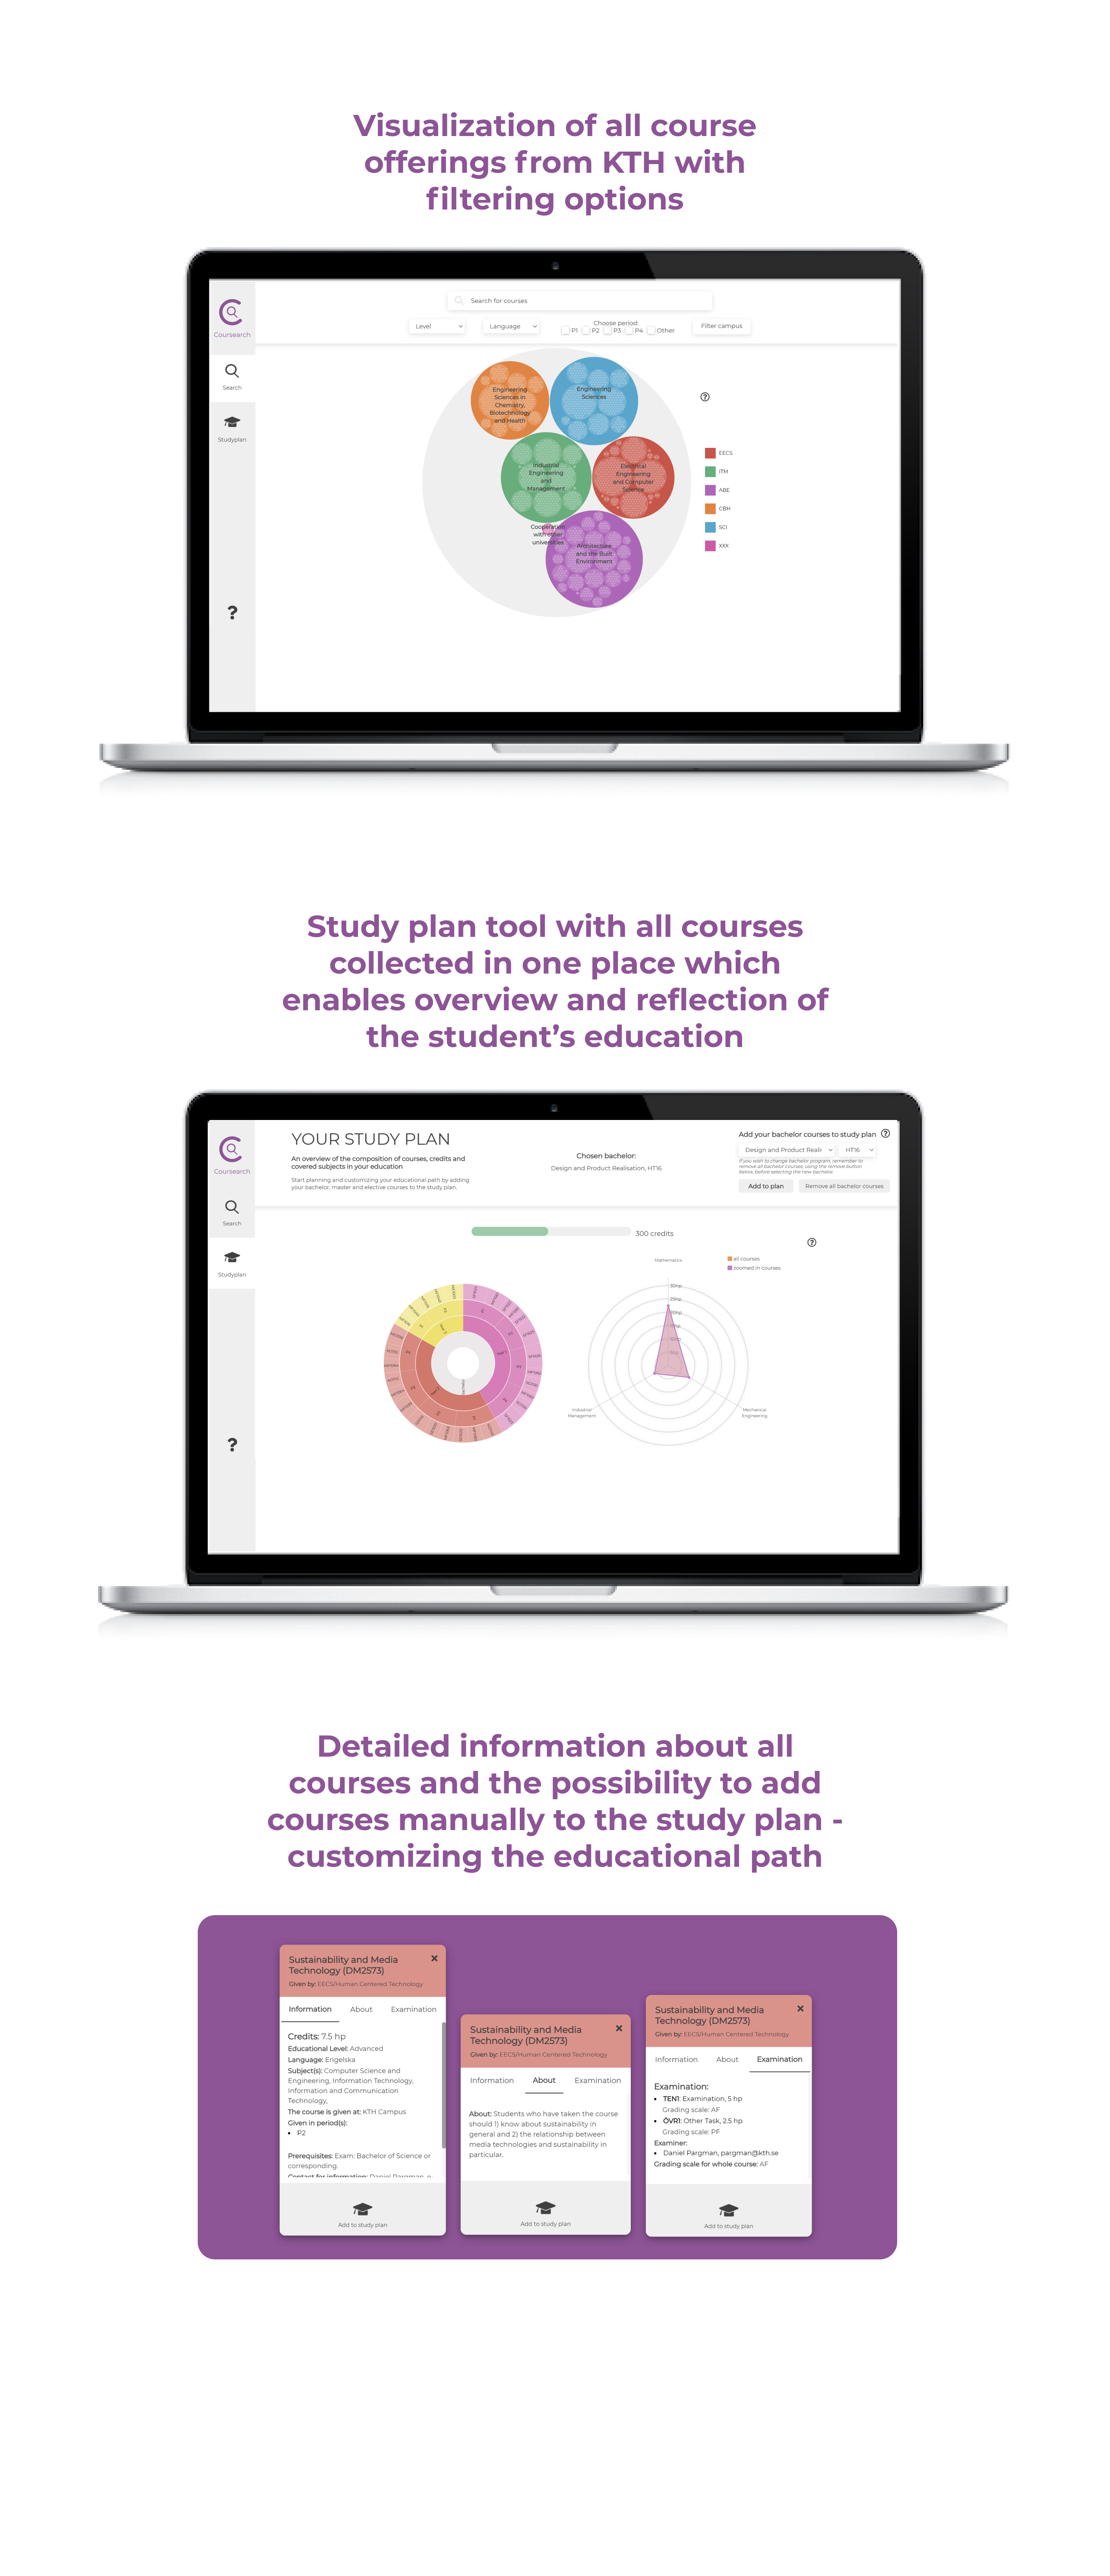 Visualization of all course
offerings from KTH with
filtering options
Coursearch
Search
Studyplan
?
Search for courses
Level
Language
Choose period:
P1 P2 P3 P4 Other
Filter campus
Engineering
Sciences in
Chemistry,
Biotechnology
and Health
Engineering
Sciences
Industrial
Engineering
and
Management
Electrical
Engineering
and Computer
Science
Cooperation
with other
universities
Architecture
and the Built
Environment
?
EECS
ITM
ABE
CBH
SCI
XXX
Study plan tool with all courses
collected in one place which
enables overview and reflection of
the student’s education
Coursearch
Search
Studyplan
?
YOUR STUDY PLAN
An overview of the composition of courses, credits and
covered subjects in your education
Start planning and customizing your educational path by adding
your bachelor, master and elective courses to the study plan.
Chosen bachelor:
Design and Product Realisation, HT16
Add your bachelor courses to study plan ?
Design and Product Realis
HT16
If you wish to change bachelor program, remember to
remove all bachelor courses, using the remove button
below, before selecting the new bachelor.
Add to plan
Remove all bachelor courses
300 credits
?
all courses
zoomed in courses
Mathematics
30hp
25hp
Industrial
Management
Mechanical
Engineering
Detailed information about all
courses and the possibility to add
courses manually to the study plan -
customizing the educational path
Sustainability and Media
Technology (DM2573)
Given by: EECS/Human Centered Technology
Information About Examination
Credits: 7.5 hp
Educational Level: Advanced
Language: Engelska
Subject(s): Computer Science and
Engineering, Information Technology,
Information and Communication
Technology,
The course is given at: KTH Campus
Given in period(s):
• P2
Prerequisites: Exam: Bachelor of Science or
corresponding.
Contact for information: Daniel Pargman, e-
Add to study plan
Sustainability and Media
Technology (DM2573)
Given by: EECS/Human Centered Technology
Information About Examination
About: Students who have taken the course
should 1) know about sustainability in
general and 2) the relationship between
media technologies and sustainability in
particular.
Add to study plan
Sustainability and Media
Technology (DM2573)
Given by: EECS/Human Centered Technology
Information About Examination
Examination:
• TEN1: Examination, 5 hp
Grading scale: AF
• ÖVR1: Other Task, 2.5 hp
Grading scale: PF
Examiner:
• Daniel Pargman, pargman@kth.se
Grading scale for whole course: AF
Add to study plan